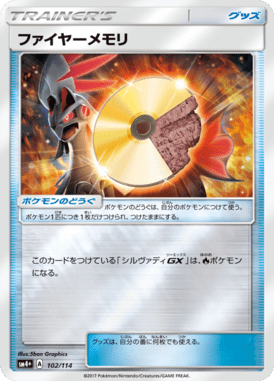 TRAINER'S
グッズ
ファイヤーメモリ
ポケモンのどうぐ
ポケモンのどうぐは、自分のポケモンにつけて使う。
ポケモン1匹につき1枚だけつけられ、つけたままにする。
このカードをつけている「シルヴァディGX」は、ポケモン
になる。
Illus.5ban Graphics
グッズは、自分の番に何枚でも使える。
SM4+ A 102/114
©2017 Pokémon/Nintendo/Creatures/GAME FREAK.